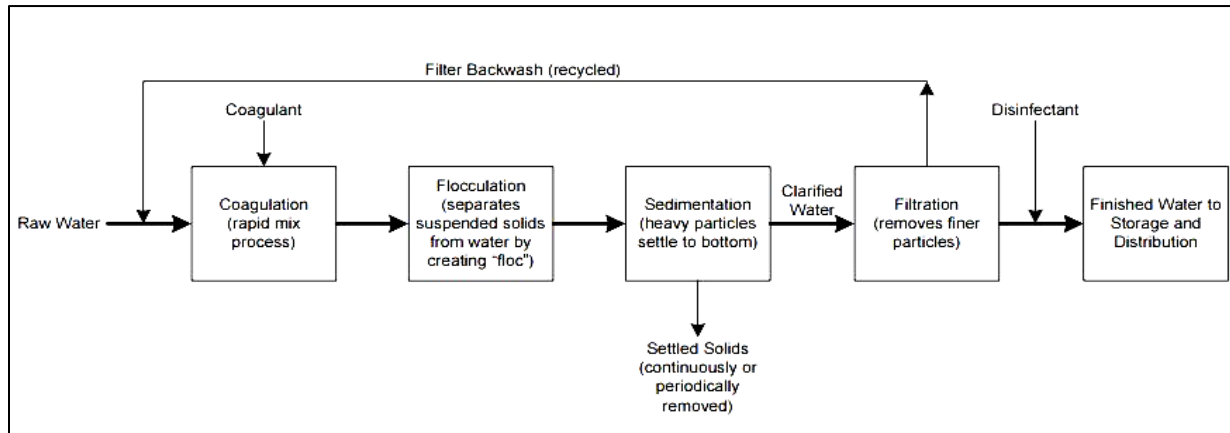 Filter Backwash (recycled)
Coagulant
Disinfectant
Raw Water
Coagulation
(rapid mix
process)
Flocculation
(separates
suspended solids
from water by
creating “floc”)
Sedimentation
(heavy particles
settle to bottom)
Clarified
Water
Filtration
(removes finer
particles)
Finished Water to
Storage and
Distribution
Settled Solids
(continuously or
periodically
removed)